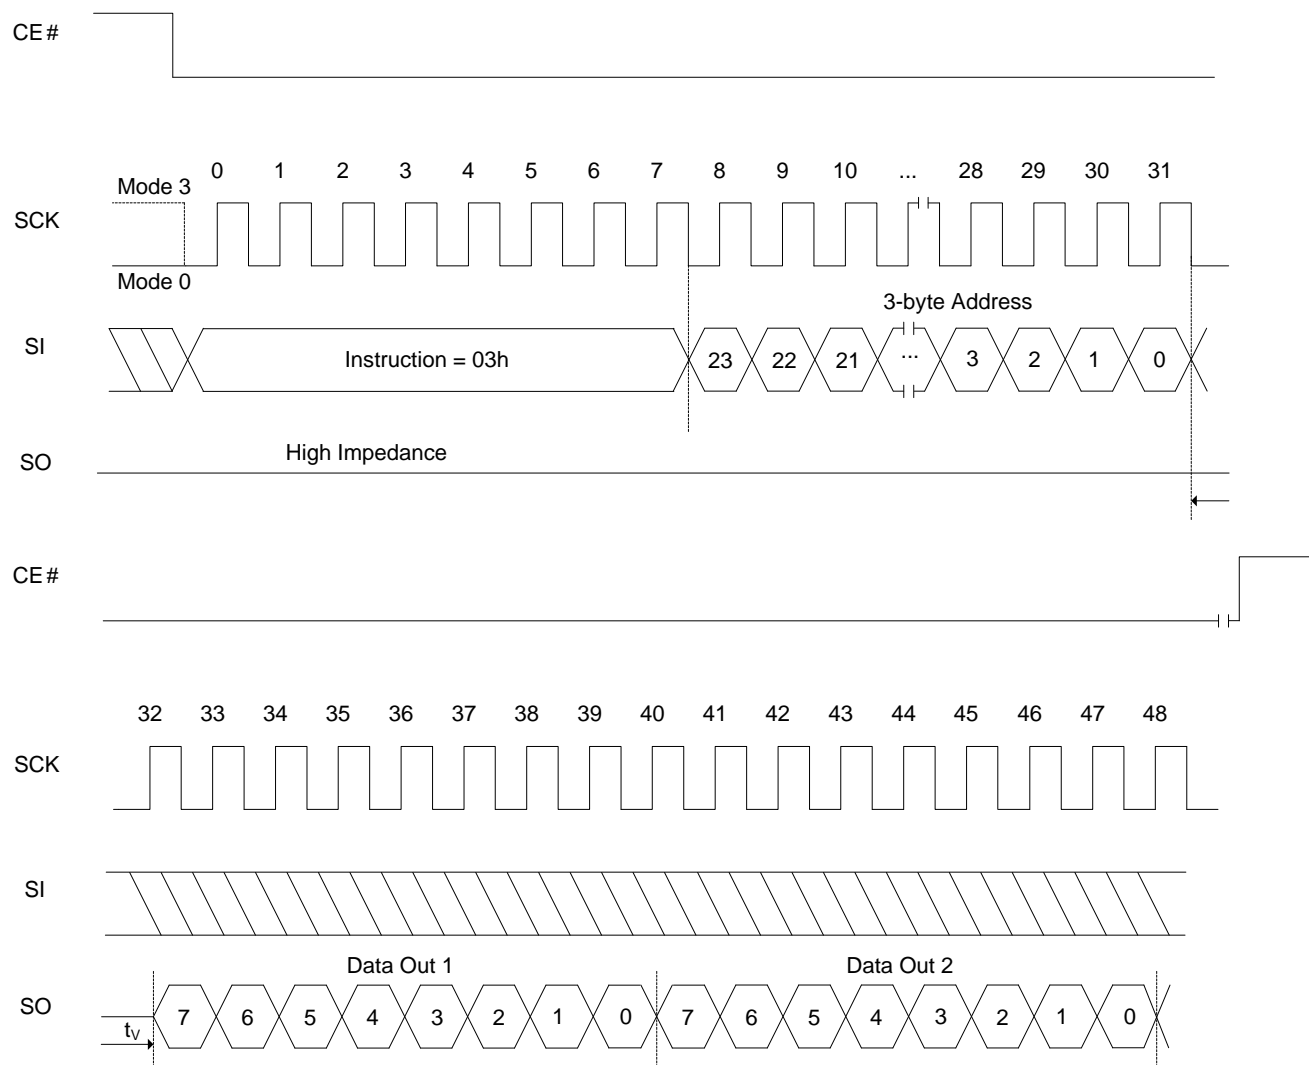 CE#
0 1 2 3 4 5 6 7 8 9 10 ... 28 29 30 31
Mode 3
SCK
Mode 0
3-byte Address
SI
Instruction = 03h
23 22 21 ... 3 2 1 0
High Impedance
SO
CE#
32 33 34 35 36 37 38 39 40 41 42 43 44 45 46 47 48
SCK
SI
Data Out 1
Data Out 2
SO
7 6 5 4 3 2 1 0 7 6 5 4 3 2 1 0
tV